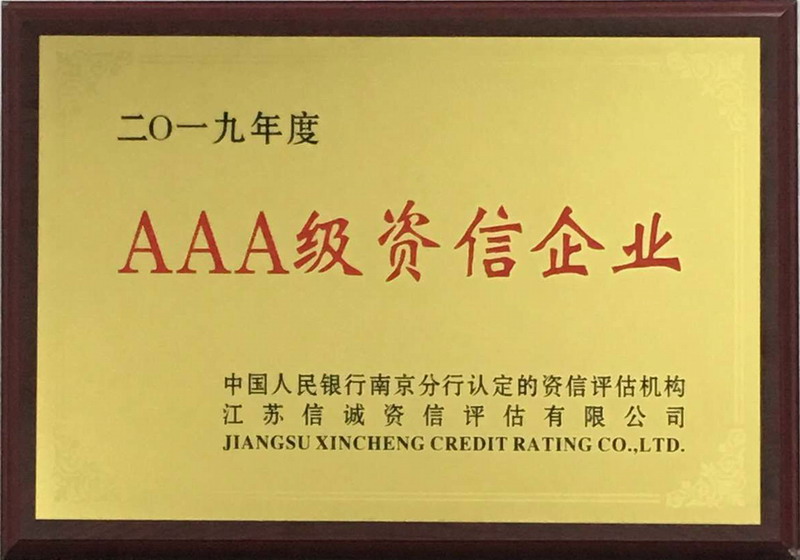 二〇一九年度
AAA级资信企业
中国人民银行南京分行认定的资信评估机构
江苏信诚资信评估有限公司
JIANGSU XINCHENG CREDIT RATING CO.,LTD.